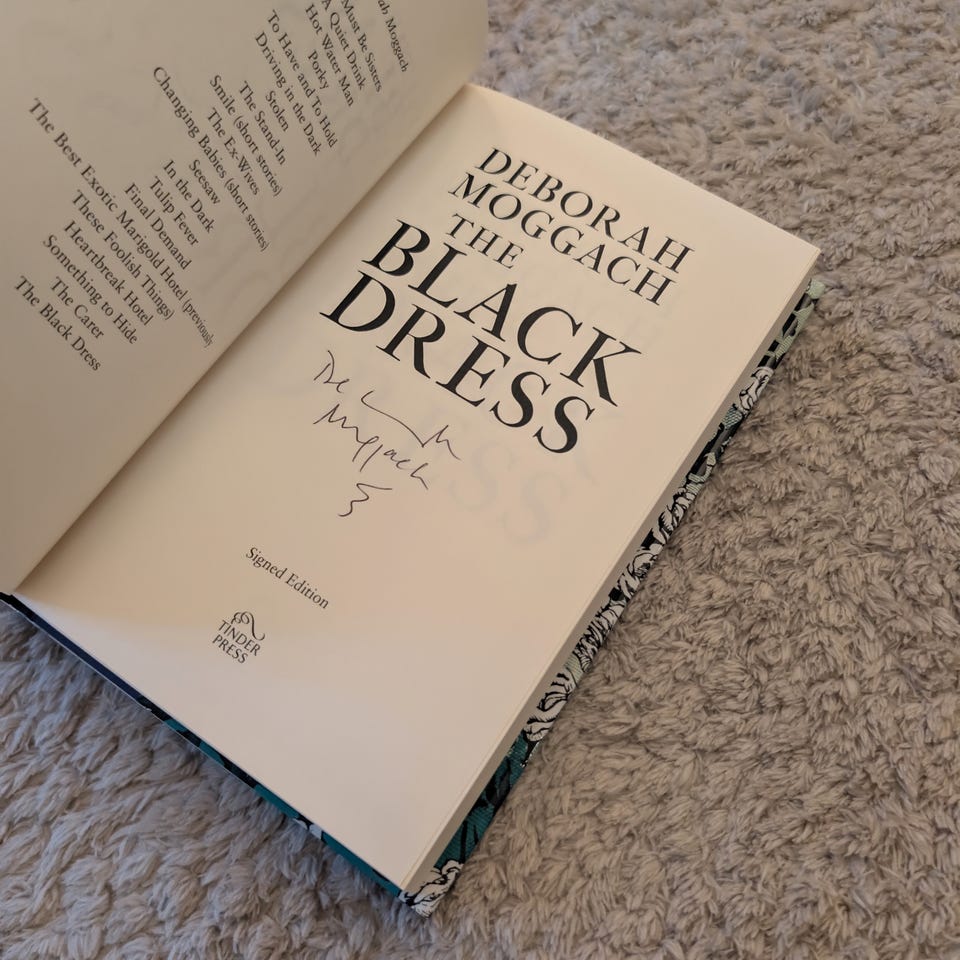 ah Moggach
Must Be Sisters
A Quiet Drink
Hot Water Man
Porky
To Have and To Hold
Driving in the Dark
Stolen
The Stand-In
Smile (short stories)
The Ex-Wives
Changing Babies (short stories)
Seesaw
In the Dark
Tulip Fever
Final Demand
The Best Exotic Marigold Hotel (previously
These Foolish Things)
Heartbreak Hotel
Something to Hide
The Carer
The Black Dress
DEBORAH
MOGGACH
THE
BLACK
DRESS
Deborah
Moggach
Signed Edition
TINDER
PRESS